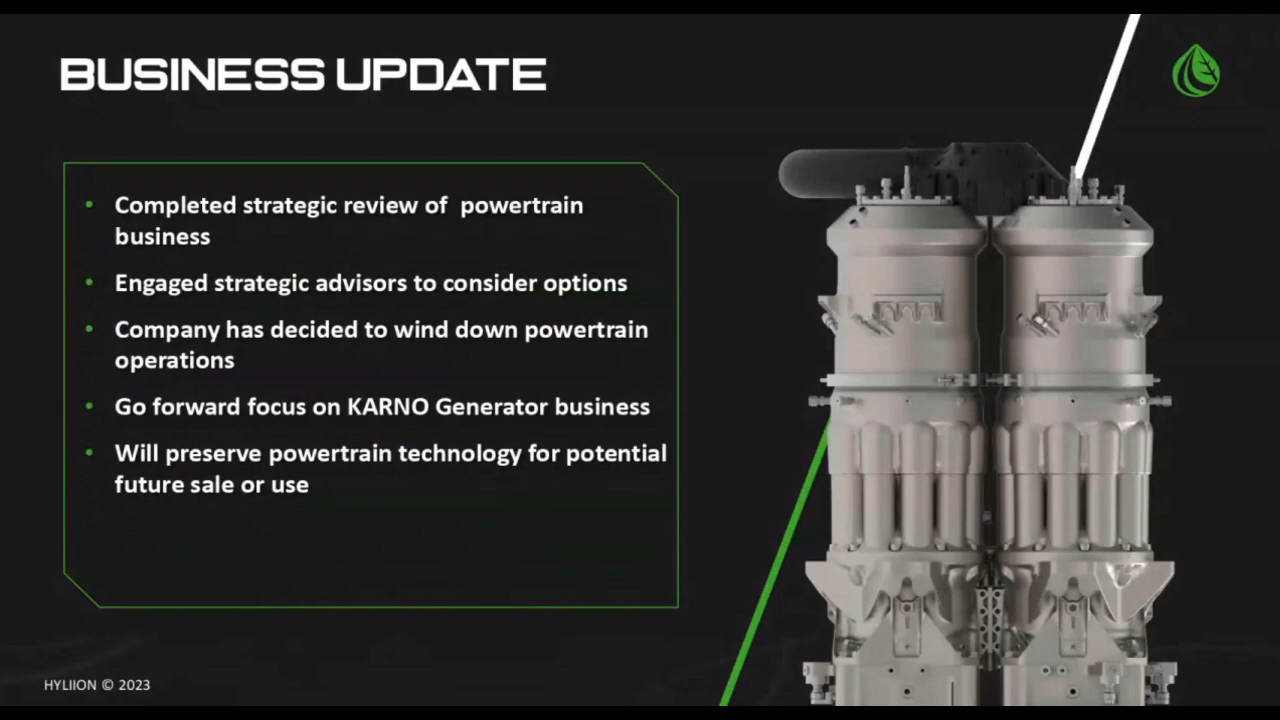 BUSINESS UPDATE
• Completed strategic review of  powertrain
business
• Engaged strategic advisors to consider options
• Company has decided to wind down powertrain
operations
• Go forward focus on KARNO Generator business
• Will preserve powertrain technology for potential
future sale or use
HYLIION © 2023